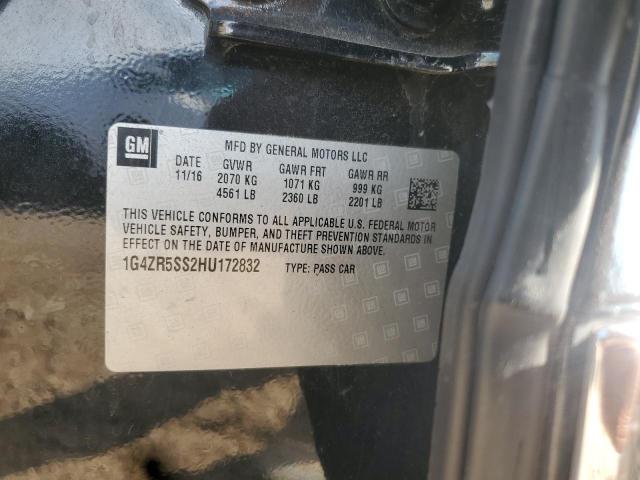 GM
MFD BY GENERAL MOTORS LLC
DATE GVWR GAWR FRT GAWR RR
11/16 2070 KG 1071 KG 999 KG
4561 LB 2360 LB 2201 LB
THIS VEHICLE CONFORMS TO ALL APPLICABLE U.S. FEDERAL MOTOR
VEHICLE SAFETY, BUMPER, AND THEFT PREVENTION STANDARDS IN
EFFECT ON THE DATE OF MANUFACTURE SHOWN ABOVE.
1G4ZR5SS2HU172832 TYPE: PASS CAR